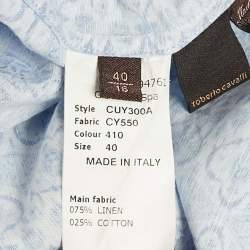 40
16
roberto cavalli
Style CUY300A
Fabric CY550
Colour 410
Size 40
MADE IN ITALY
Main fabric
075% LINEN
025% COTTON